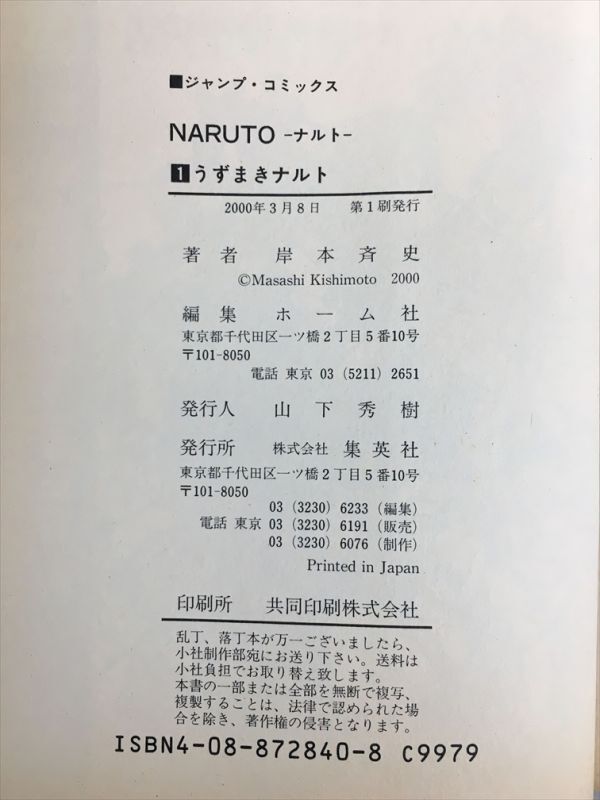 ■ジャンプ・コミックス
NARUTO -ナルト-
1 うずまきナルト
2000年3月8日 第1刷発行
著者 岸本斉史
©Masashi Kishimoto 2000
編集 ホーム社
東京都千代田区一ツ橋2丁目5番10号
〒101-8050
電話 東京 03 (5211) 2651
発行人 山下秀樹
発行所 株式会社 集英社
東京都千代田区一ツ橋2丁目5番10号
〒101-8050
03 (3230) 6233 (編集)
電話 東京 03 (3230) 6191 (販売)
03 (3230) 6076 (制作)
Printed in Japan
印刷所 共同印刷株式会社
乱丁、落丁本が万一ございましたら、
小社制作部宛にお送り下さい。送料は
小社負担でお取り替え致します。
本書の一部または全部を無断で複写、
複製することは、法律で認められた場
合を除き、著作権の侵害となります。
ISBN4-08-872840-8 C9979